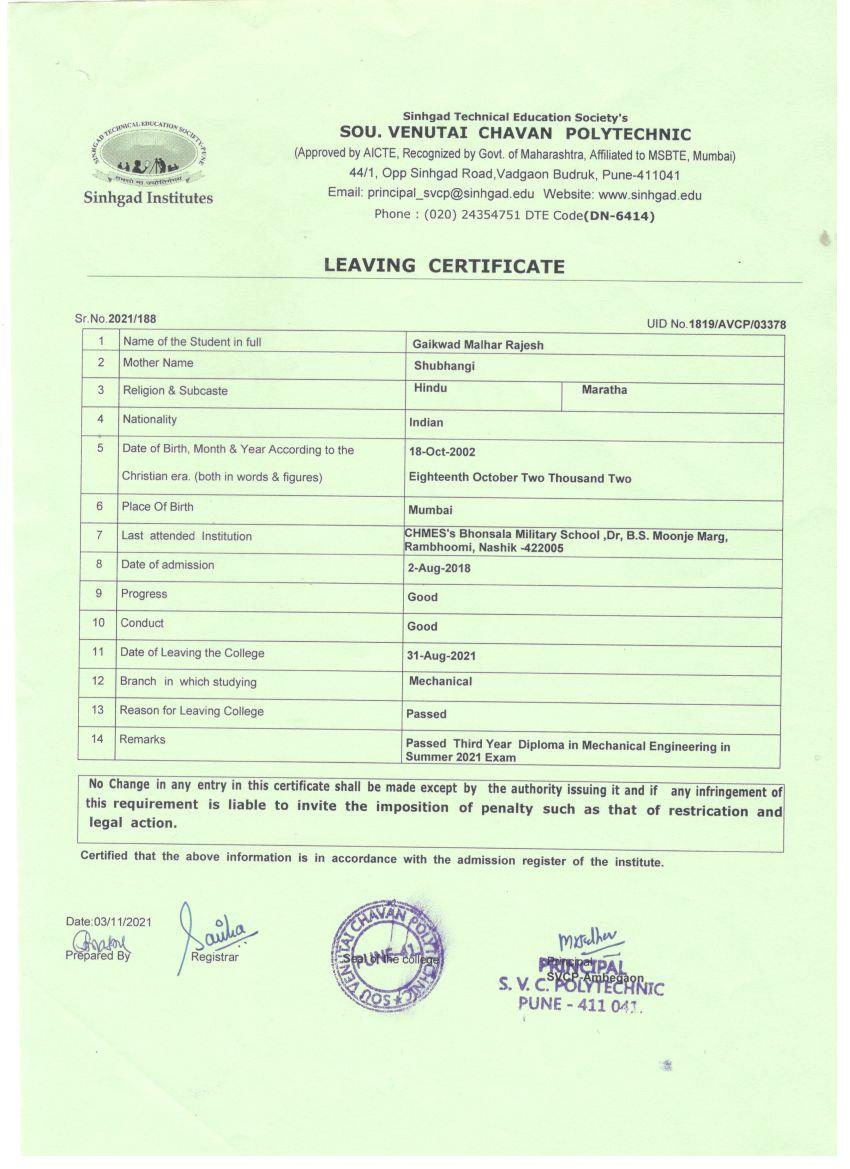 Sinhgad Technical Education Society's
SOU. VENUTAI CHAVAN POLYTECHNIC
(Approved by AICTE, Recognized by Govt. of Maharashtra, Affiliated to MSBTE, Mumbai)
44/1, Opp Sinhgad Road,Vadgaon Budruk, Pune-411041
Email: principal_svcp@sinhgad.edu Website: www.sinhgad.edu
Phone : (020) 24354751 DTE Code(DN-6414)
SINHGAD TECHNICAL EDUCATION SOCIETY, PUNE
Sinhgad Institutes
LEAVING CERTIFICATE
Sr.No.2021/188
UID No.1819/AVCP/03378
1 Name of the Student in full Gaikwad Malhar Rajesh
2 Mother Name Shubhangi
3 Religion & Subcaste Hindu Maratha
4 Nationality Indian
5 Date of Birth, Month & Year According to the 18-Oct-2002
Christian era. (both in words & figures) Eighteenth October Two Thousand Two
6 Place Of Birth Mumbai
7 Last attended Institution CHMES's Bhonsala Military School ,Dr, B.S. Moonje Marg,
Rambhoomi, Nashik -422005
8 Date of admission 2-Aug-2018
9 Progress Good
10 Conduct Good
11 Date of Leaving the College 31-Aug-2021
12 Branch in which studying Mechanical
13 Reason for Leaving College Passed
14 Remarks Passed Third Year Diploma in Mechanical Engineering in
Summer 2021 Exam
No Change in any entry in this certificate shall be made except by the authority issuing it and if any infringement of
this requirement is liable to invite the imposition of penalty such as that of restrication and
legal action.
Certified that the above information is in accordance with the admission register of the institute.
Date:03/11/2021
Prepared By
Registrar
SOU VENUTAI CHAVAN POLYTECHNIC
PUNE-41
Seal of the college
Principal
SVCP-Ambegaon
PRINCIPAL
S. V. C. POLYTECHNIC
PUNE - 411 041.